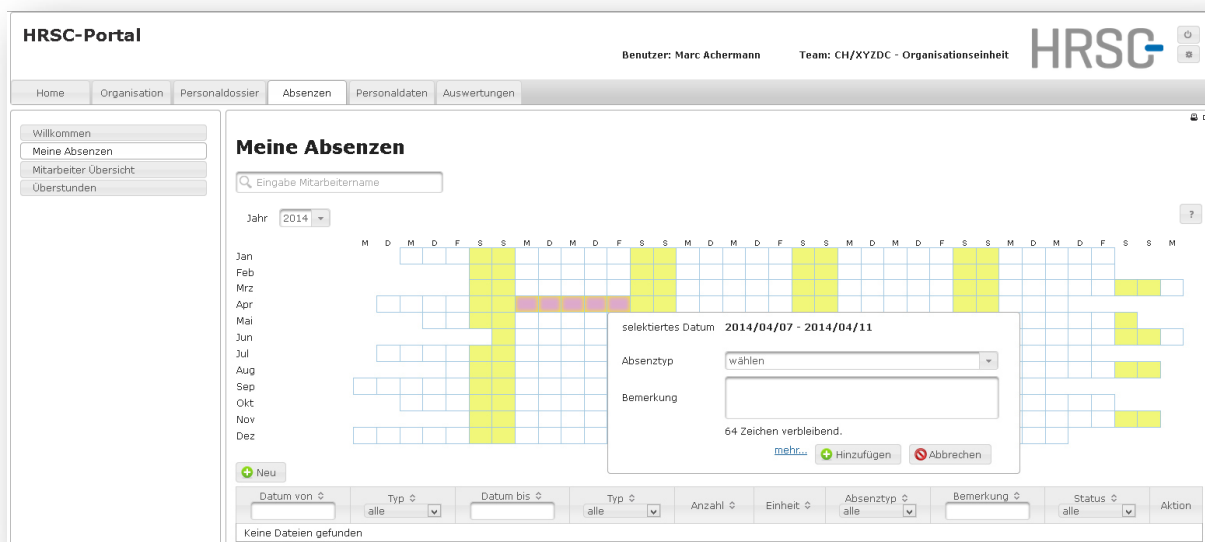 HRSC-Portal
Benutzer: Marc Achermann Team: CH/XYZDC - Organisationseinheit
HRSC
Home Organisation Personaldossier Absenzen Personaldaten Auswertungen
Willkommen
Meine Absenzen
Mitarbeiter Übersicht
Überstunden
Meine Absenzen
Eingabe Mitarbeitername
Jahr 2014
?
M D M D F S S M D M D F S S M D M D F S S M D M D F S S M D M D F S S M
Jan
Feb
Mrz
Apr
Mai
Jun
Jul
Aug
Sep
Okt
Nov
Dez
selektiertes Datum 2014/04/07 - 2014/04/11
Absenztyp wählen
Bemerkung
64 Zeichen verbleibend.
mehr... Hinzufügen Abbrechen
Neu
Datum von Typ Datum bis Typ Anzahl Einheit Absenztyp Bemerkung Status Aktion
alle alle alle alle
Keine Dateien gefunden